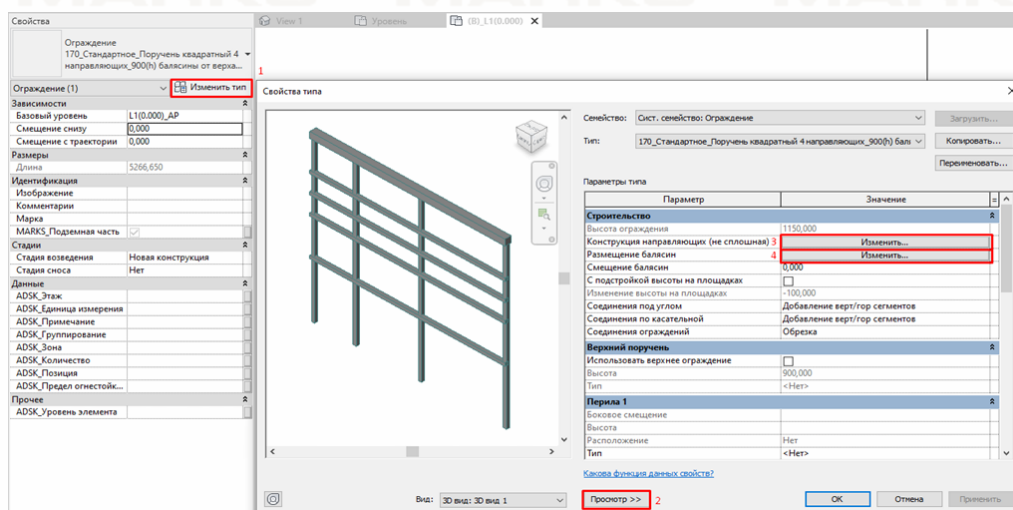 Свойства
View 1
Уровень
(B)_L1(0.000)
Ограждение
170_Стандартное_Поручень квадратный 4
направляющих_900(h) балясины от верха...
1
Ограждение (1)
Изменить тип
Зависимости
Базовый уровень L1(0.000)_АР
Смещение снизу 0,000
Смещение с траектории 0,000
Размеры
Длина 5266,650
Идентификация
Изображение
Комментарии
Марка
MARKS_Подземная часть
Стадии
Стадия возведения Новая конструкция
Стадия сноса Нет
Данные
ADSK_Этаж
ADSK_Единица измерения
ADSK_Примечание
ADSK_Группирование
ADSK_Зона
ADSK_Количество
ADSK_Позиция
ADSK_Предел огнестойк...
Прочее
ADSK_Уровень элемента
Свойства типа
Семейство: Сист. семейство: Ограждение Загрузить...
Тип: 170_Стандартное_Поручень квадратный 4 направляющих_900(h) баля Копировать...
Переименовать...
Параметры типа
Параметр Значение =
Строительство
Высота ограждения 1150,000
Конструкция направляющих (не сплошная) 3 Изменить...
Размещение балясин 4 Изменить...
Смещение балясин 0,000
С подстройкой высоты на площадках
Изменение высоты на площадках -100,000
Соединения под углом Добавление верт/гор сегментов
Соединения по касательной Добавление верт/гор сегментов
Соединения ограждений Обрезка
Верхний поручень
Использовать верхнее ограждение
Высота 900,000
Тип <Нет>
Перила 1
Боковое смещение
Высота
Расположение Нет
Тип <Нет>
Какова функция данных свойств?
Вид: 3D вид: 3D вид 1
Просмотр >> 2
OK Отмена Применить